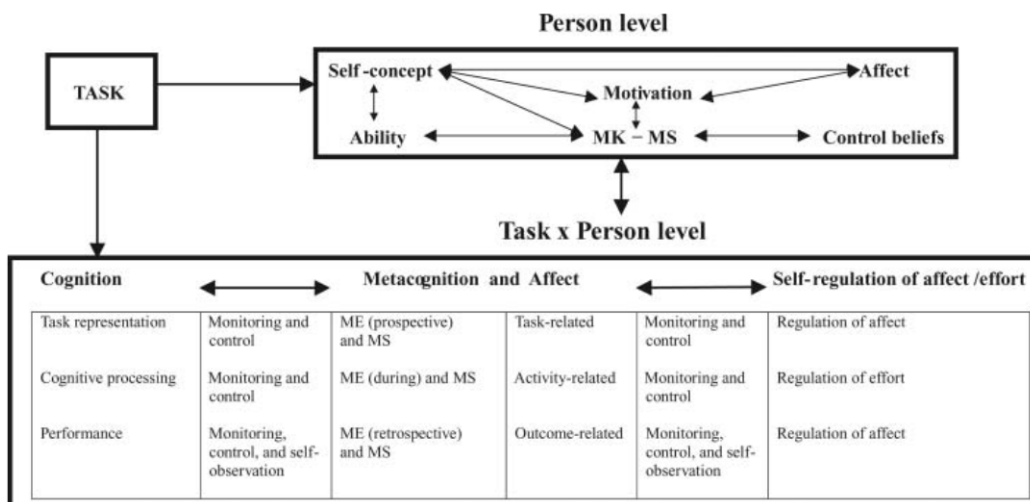 Person level
TASK
Self-concept
Affect
Motivation
Ability
MK – MS
Control beliefs
Task x Person level
Cognition
Metacognition and Affect
Self-regulation of affect /effort
Task representation
Monitoring and
control
ME (prospective)
and MS
Task-related
Monitoring and
control
Regulation of affect
Cognitive processing
Monitoring and
control
ME (during) and MS
Activity-related
Monitoring and
control
Regulation of effort
Performance
Monitoring,
control, and self-
observation
ME (retrospective)
and MS
Outcome-related
Monitoring,
control, and self-
observation
Regulation of affect